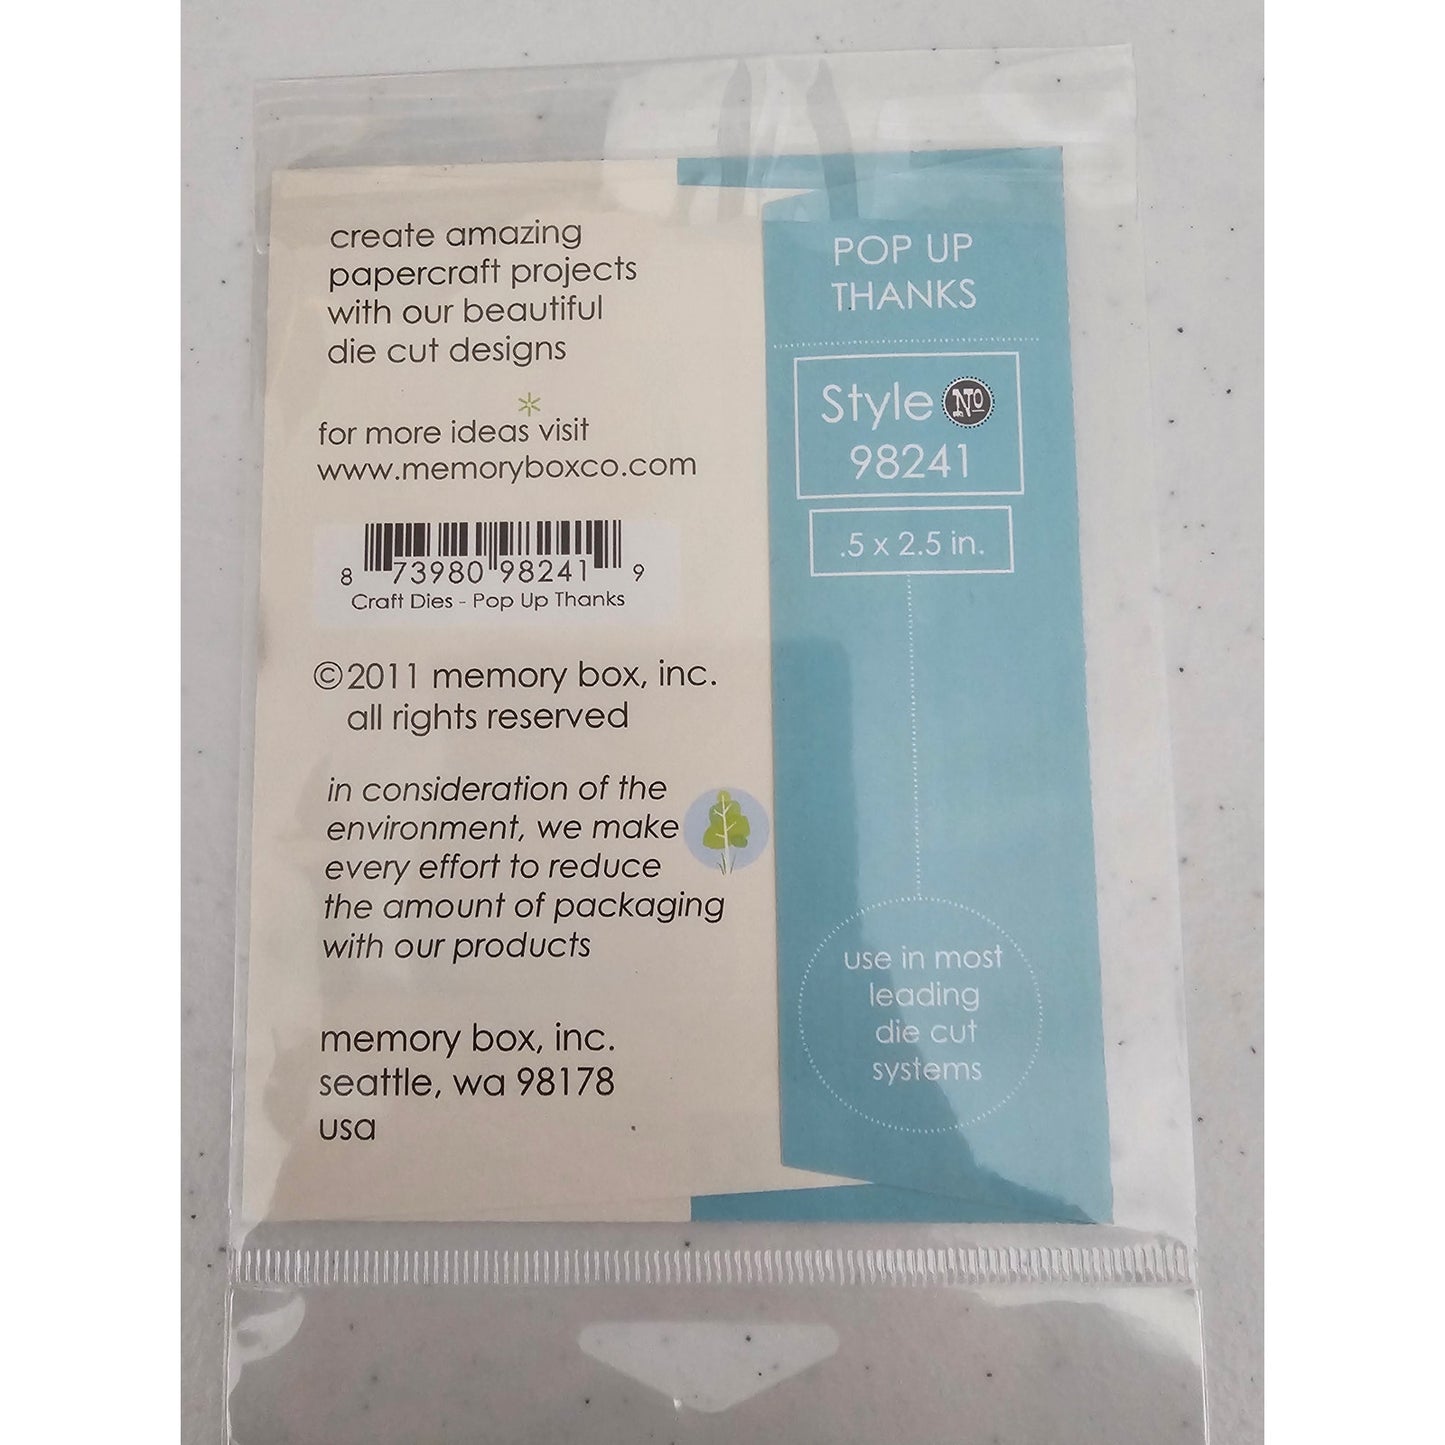 create amazing
papercraft projects
with our beautiful
die cut designs
for more ideas visit
www.memoryboxco.com
8 73980 98241 9
Craft Dies - Pop Up Thanks
©2011 memory box, inc.
all rights reserved
in consideration of the
environment, we make
every effort to reduce
the amount of packaging
with our products
memory box, inc.
seattle, wa 98178
usa
POP UP
THANKS
Style No
98241
.5 x 2.5 in.
use in most
leading
die cut
systems